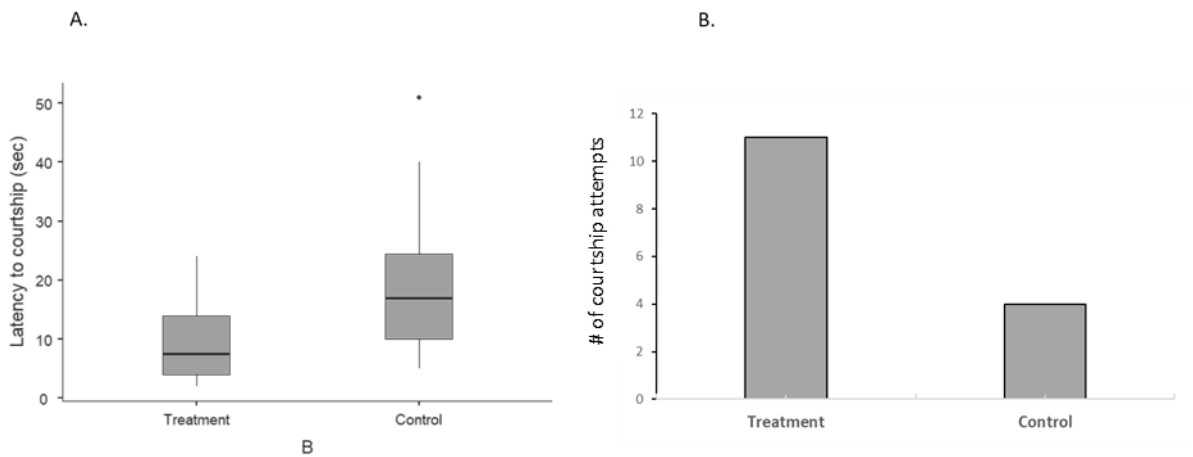 A.
50
40
30
20
10
0
Latency to courtship (sec)
Treatment Control
B
B.
12
10
8
6
4
2
0
# of courtship attempts
Treatment Control